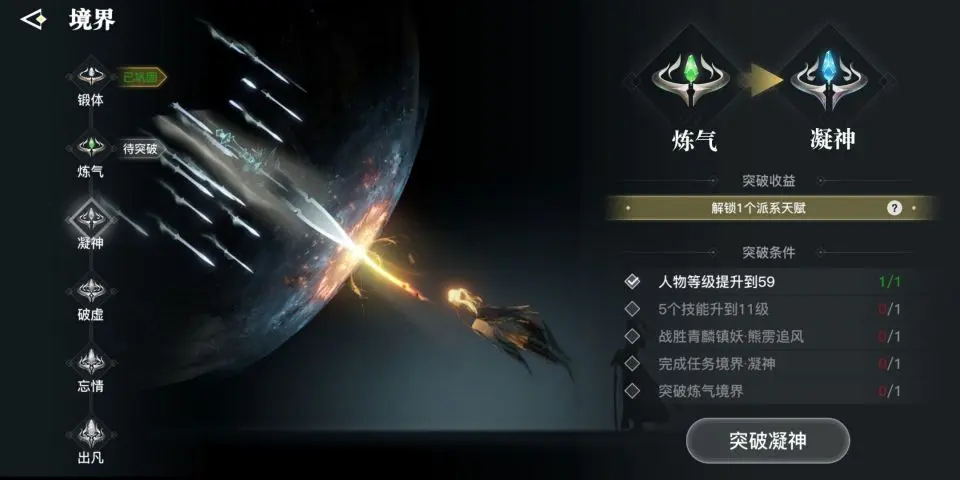 境界
锻体
已巩固
炼气
待突破
凝神
破虚
忘情
出凡
炼气
凝神
突破收益
解锁1个派系天赋
?
突破条件
人物等级提升到59 1/1
5个技能升到11级 0/1
战胜青麟镇妖·熊雳追风 0/1
完成任务境界·凝神 0/1
突破炼气境界 0/1
突破凝神